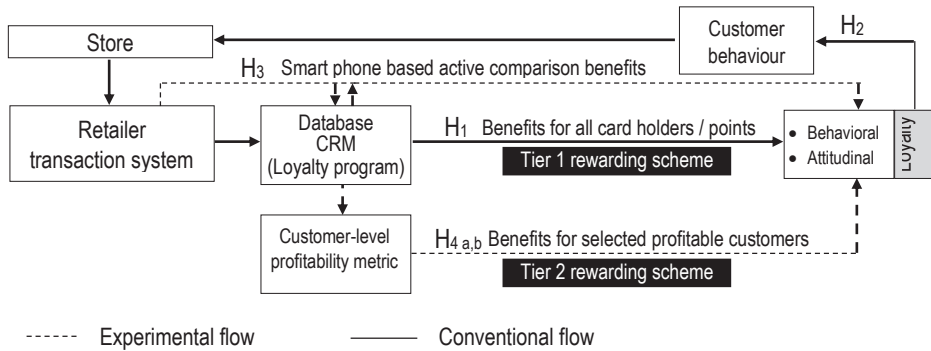 Store
Customer
behaviour
H2
H3 Smart phone based active comparison benefits
Retailer
transaction system
Database
CRM
(Loyalty program)
H1 Benefits for all card holders / points
Tier 1 rewarding scheme
• Behavioral
• Attitudinal
Loyalty
Customer-level
profitability metric
H4 a,b Benefits for selected profitable customers
Tier 2 rewarding scheme
Experimental flow
Conventional flow